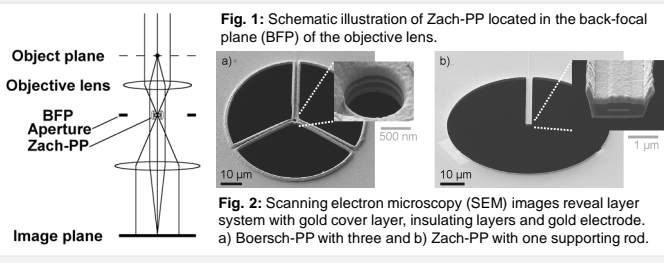 Object plane
Objective lens
BFP
Aperture
Zach-PP
Image plane
Fig. 1: Schematic illustration of Zach-PP located in the back-focal
plane (BFP) of the objective lens.
a)
500 nm
10 µm
b)
1 µm
10 µm
Fig. 2: Scanning electron microscopy (SEM) images reveal layer
system with gold cover layer, insulating layers and gold electrode.
a) Boersch-PP with three and b) Zach-PP with one supporting rod.